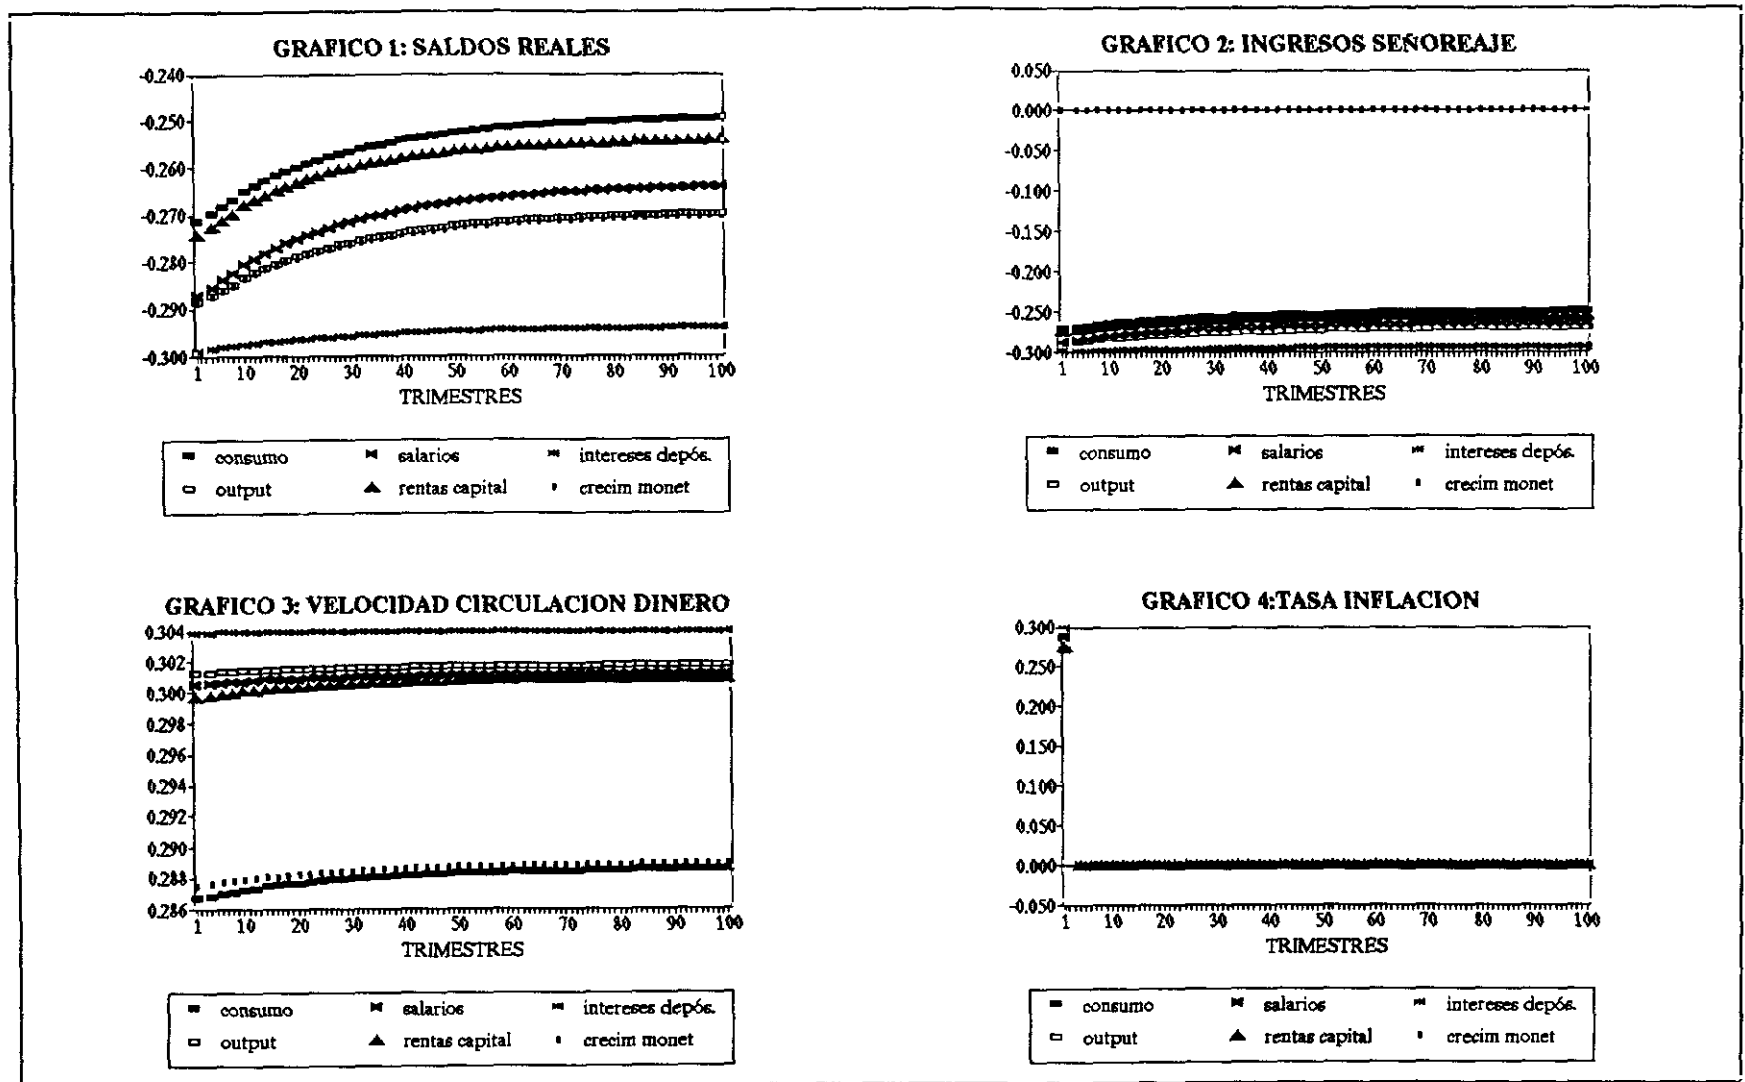 GRAFICO 1: SALDOS REALES
-0.240
-0.250
-0.260
-0.270
-0.280
-0.290
-0.300
1 10 20 30 40 50 60 70 80 90 100
TRIMESTRES
consumo salarios intereses depós.
output rentas capital crecim monet
GRAFICO 2: INGRESOS SEÑOREAJE
0.050
0.000
-0.050
-0.100
-0.150
-0.200
-0.250
-0.300
1 10 20 30 40 50 60 70 80 90 100
TRIMESTRES
consumo salarios intereses depós.
output rentas capital crecim monet
GRAFICO 3: VELOCIDAD CIRCULACION DINERO
0.304
0.302
0.300
0.298
0.296
0.294
0.292
0.290
0.288
0.286
1 10 20 30 40 50 60 70 80 90 100
TRIMESTRES
consumo salarios intereses depós.
output rentas capital crecim monet
GRAFICO 4:TASA INFLACION
0.300
0.250
0.200
0.150
0.100
0.050
0.000
-0.050
1 10 20 30 40 50 60 70 80 90 100
TRIMESTRES
consumo salarios intereses depós.
output rentas capital crecim monet